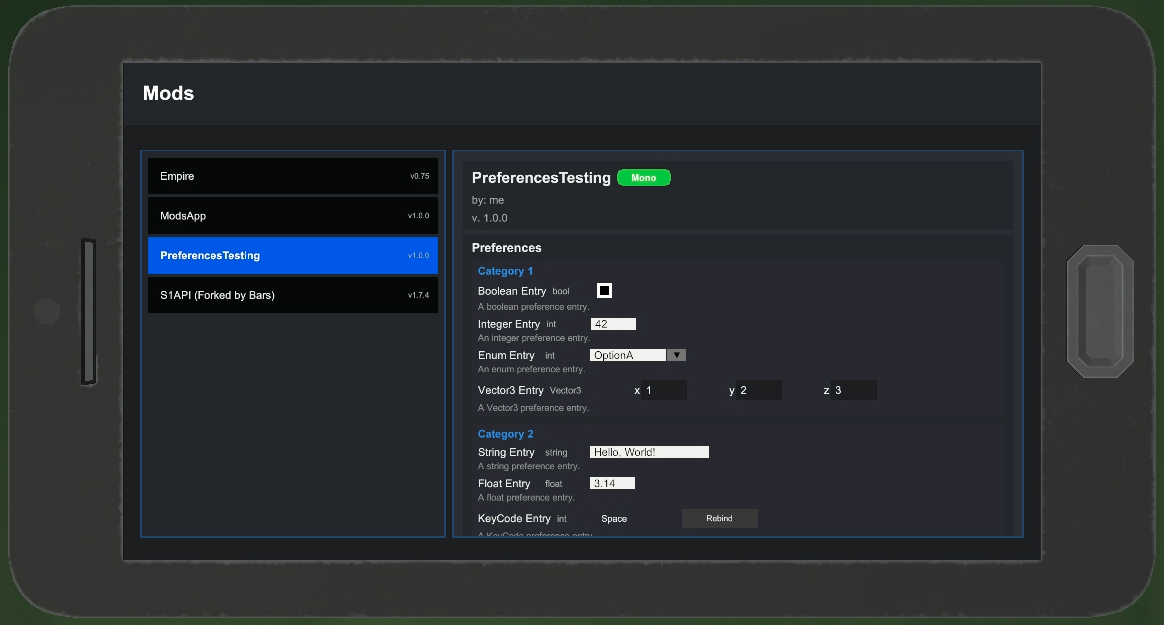 Mods
Empire v0.75
ModsApp v1.0.0
PreferencesTesting v1.0.0
S1API (Forked by Bars) v1.7.4
PreferencesTesting Mono
by: me
v. 1.0.0
Preferences
Category 1
Boolean Entry bool
A boolean preference entry.
Integer Entry int 42
An integer preference entry.
Enum Entry int OptionA ▼
An enum preference entry.
Vector3 Entry Vector3 x 1 y 2 z 3
A Vector3 preference entry.
Category 2
String Entry string Hello, World!
A string preference entry.
Float Entry float 3.14
A float preference entry.
KeyCode Entry int Space Rebind
A KeyCode preference entry.